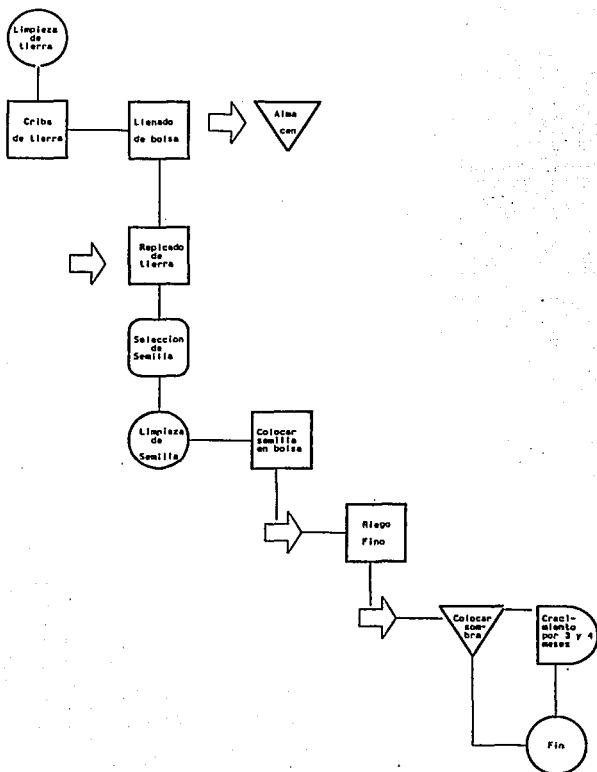 Limpieza
de
tierra
Criba
de tierra
Llenado
de bolsa
Alma
cen
Repicado
de
tierra
Seleccion
de
Semilla
Limpieza
de
Semilla
Colocar
semilla
en bolsa
Riego
Fino
Colocar
som-
bra
Creci-
miento
por 3 y 4
meses
Fin